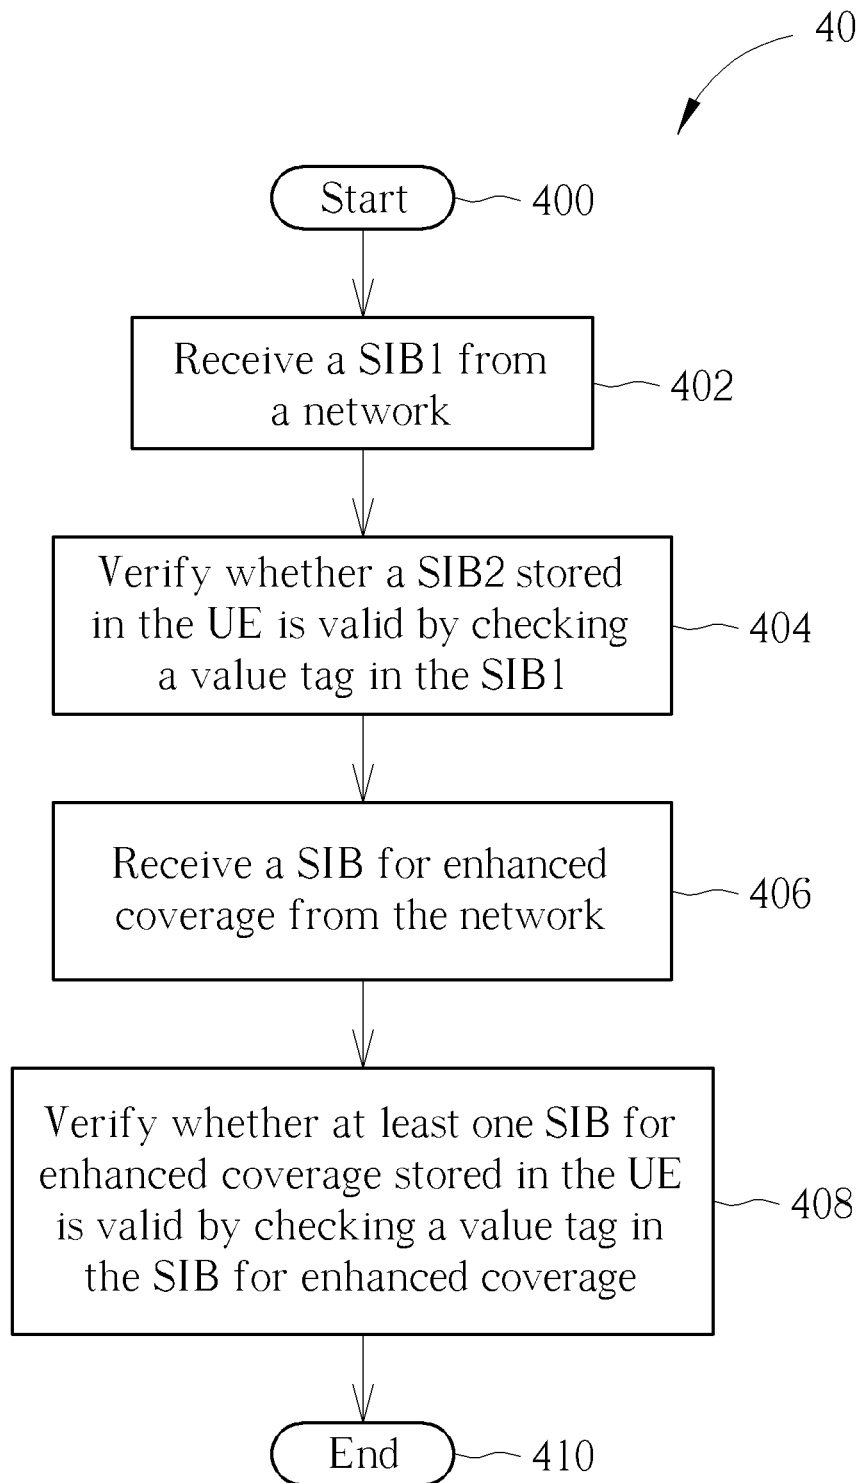 40
Start
400
Receive a SIB1 from
a network
402
Verify whether a SIB2 stored
in the UE is valid by checking
a value tag in the SIB1
404
Receive a SIB for enhanced
coverage from the network
406
Verify whether at least one SIB for
enhanced coverage stored in the UE
is valid by checking a value tag in
the SIB for enhanced coverage
408
End
410